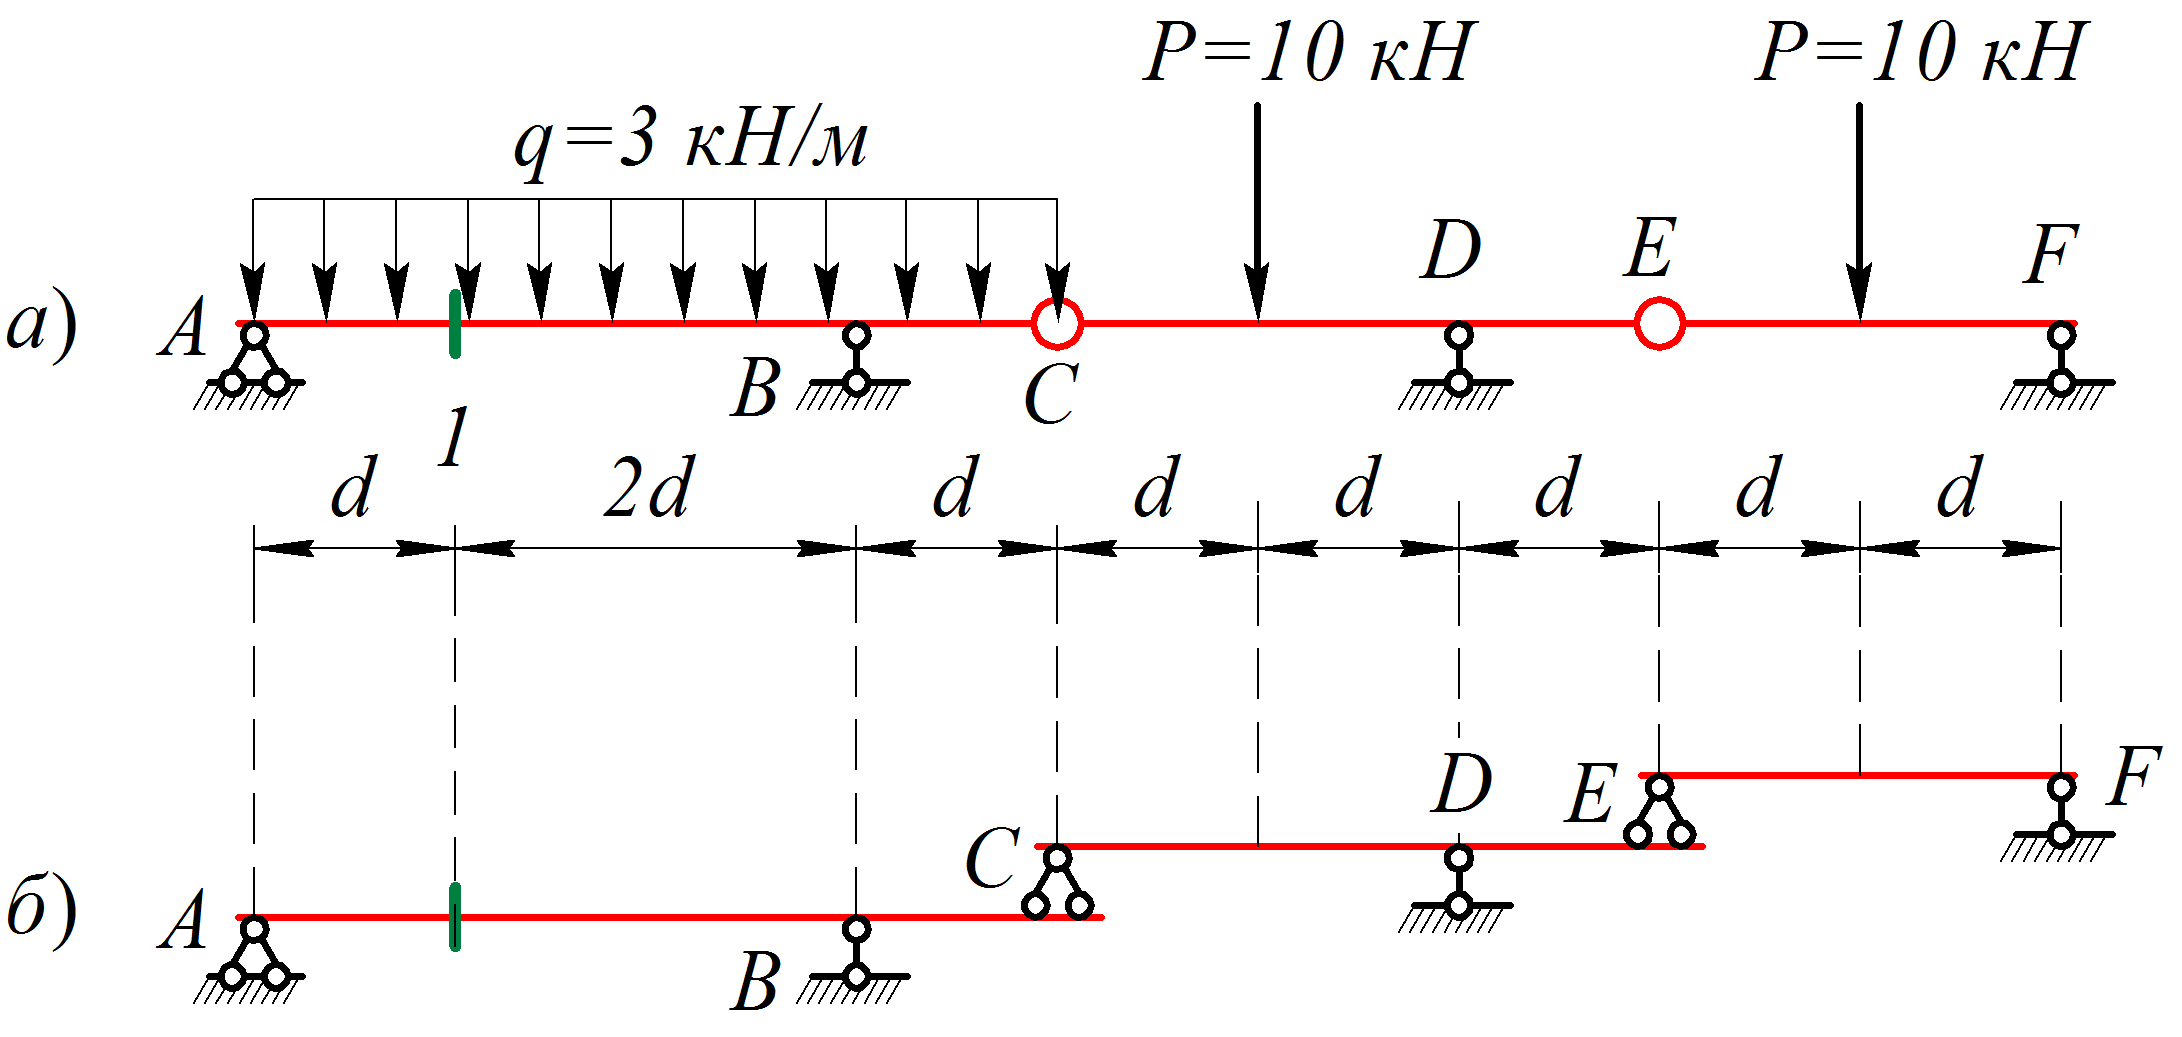 P=10 кН P=10 кН
q=3 кН/м
D E F
а) A
B C
1
d 2d d d d d d d
D E F
C
б) A
B